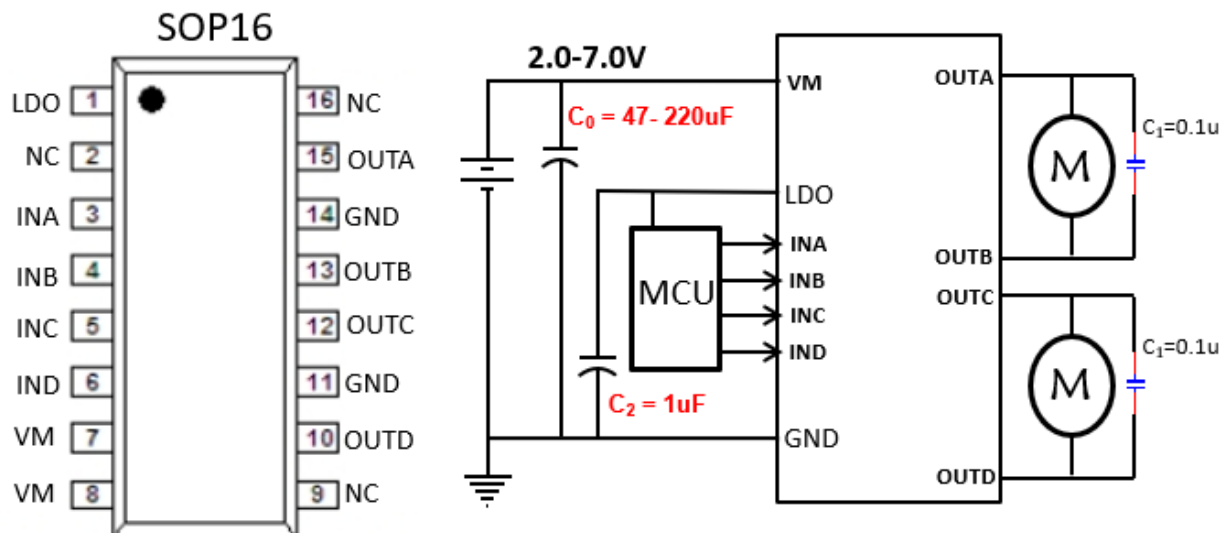 SOP16
LDO 1
NC 2
INA 3
INB 4
INC 5
IND 6
VM 7
VM 8
16 NC
15 OUTA
14 GND
13 OUTB
12 OUTC
11 GND
10 OUTD
9 NC
2.0-7.0V
C₀ = 47- 220uF
C₂ = 1uF
MCU
VM
LDO
INA
INB
INC
IND
GND
OUTA
OUTB
OUTC
OUTD
M
C₁=0.1u
M
C₁=0.1u